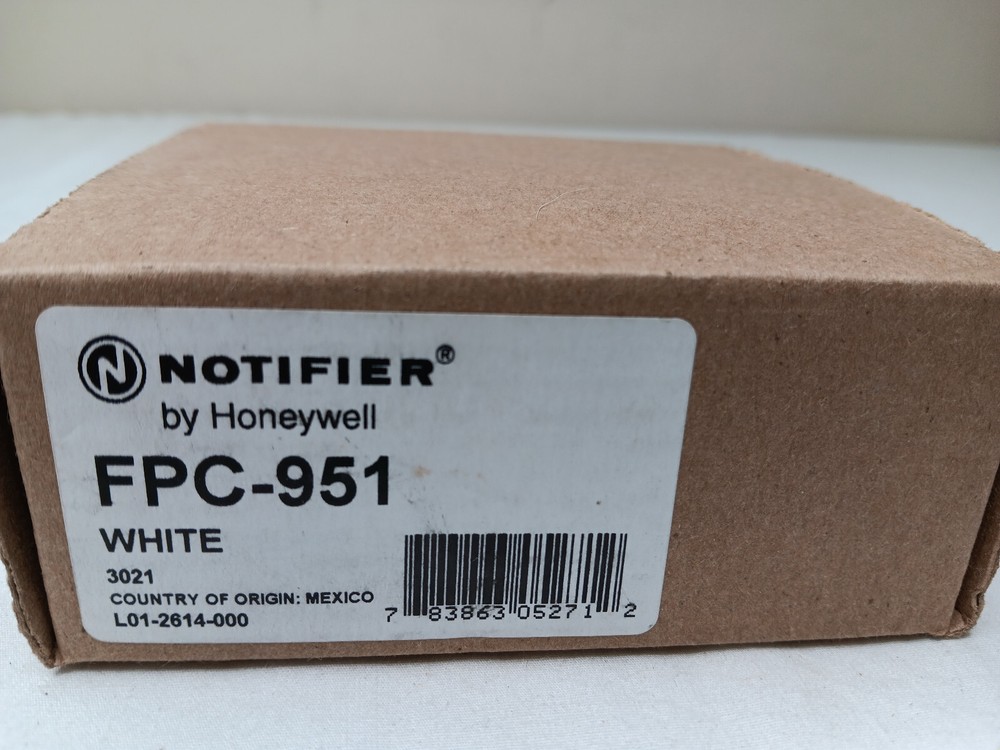 NOTIFIER®
by Honeywell
FPC-951
WHITE
3021
COUNTRY OF ORIGIN: MEXICO
L01-2614-000
7 83863 05271 2